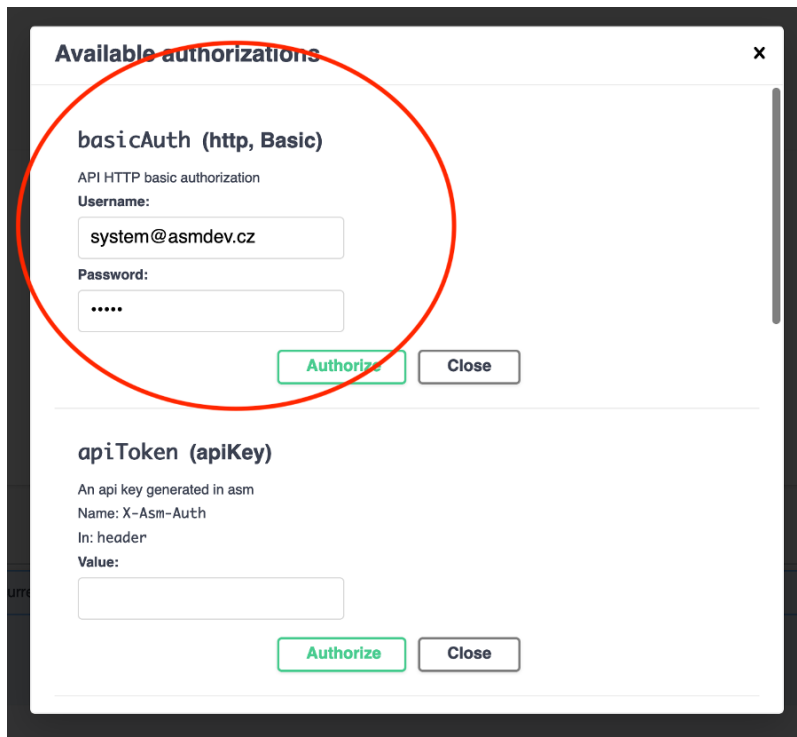 Available authorizations
basicAuth (http, Basic)
API HTTP basic authorization
Username:
system@asmdev.cz
Password:
•••••
Authorize Close
apiToken (apiKey)
An api key generated in asm
Name: X-Asm-Auth
In: header
Value:
Authorize Close